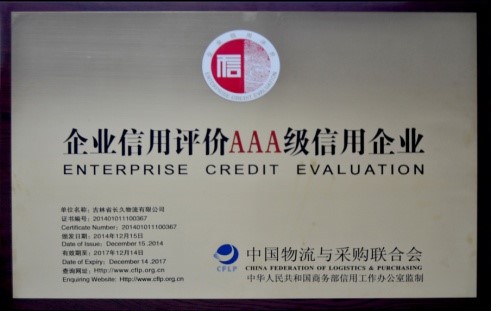 信
ENTERPRISE CREDIT EVALUATION
企业信用评价AAA级信用企业
ENTERPRISE CREDIT EVALUATION
单位名称：吉林省长久物流有限公司
证书编号：201401011100367
Certificate Number: 201401011100367
颁发日期：2014年12月15日
Date of Issue: December 15 .2014
有效期至：2017年12月14日
Date of Expiry: December 14 .2017
查询网址：Http://www.cflp.org.cn
Enquiring Website: Http://www.cflp.org.cn
CFLP
中国物流与采购联合会
CHINA FEDERATION OF LOGISTICS & PURCHASING
中华人民共和国商务部信用工作办公室监制